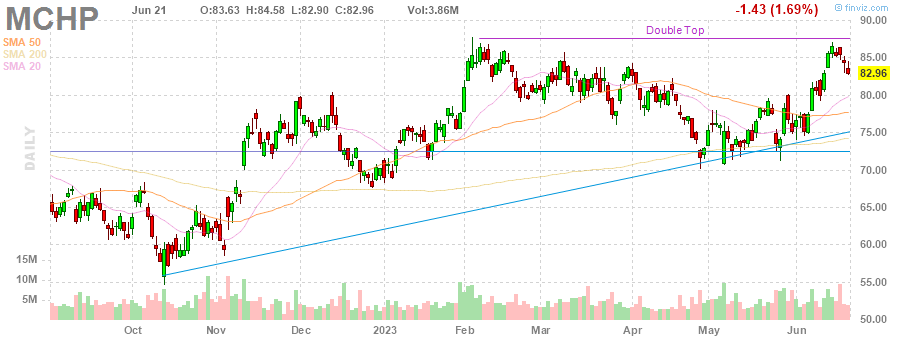 MCHP Jun 21 O:83.63 H:84.58 L:82.90 C:82.96 Vol:3.86M -1.43 (1.69%) © finviz.com
SMA 50
SMA 200
SMA 20
Double Top
DAILY
90.00
85.00
82.96
80.00
75.00
70.00
65.00
60.00
55.00
50.00
15M
10M
5M
Oct Nov Dec 2023 Feb Mar Apr May Jun